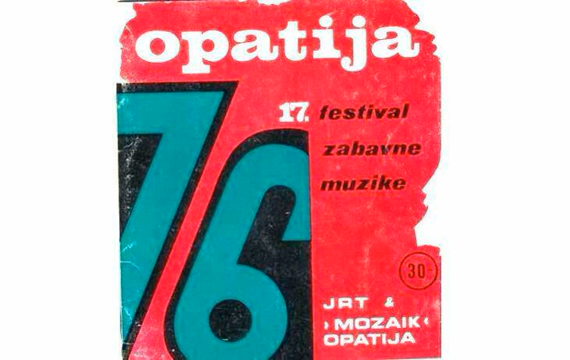 opatija
76
17. festival
zabavne
muzike
30-
JRT &
›MOZAIK‹
OPATIJA